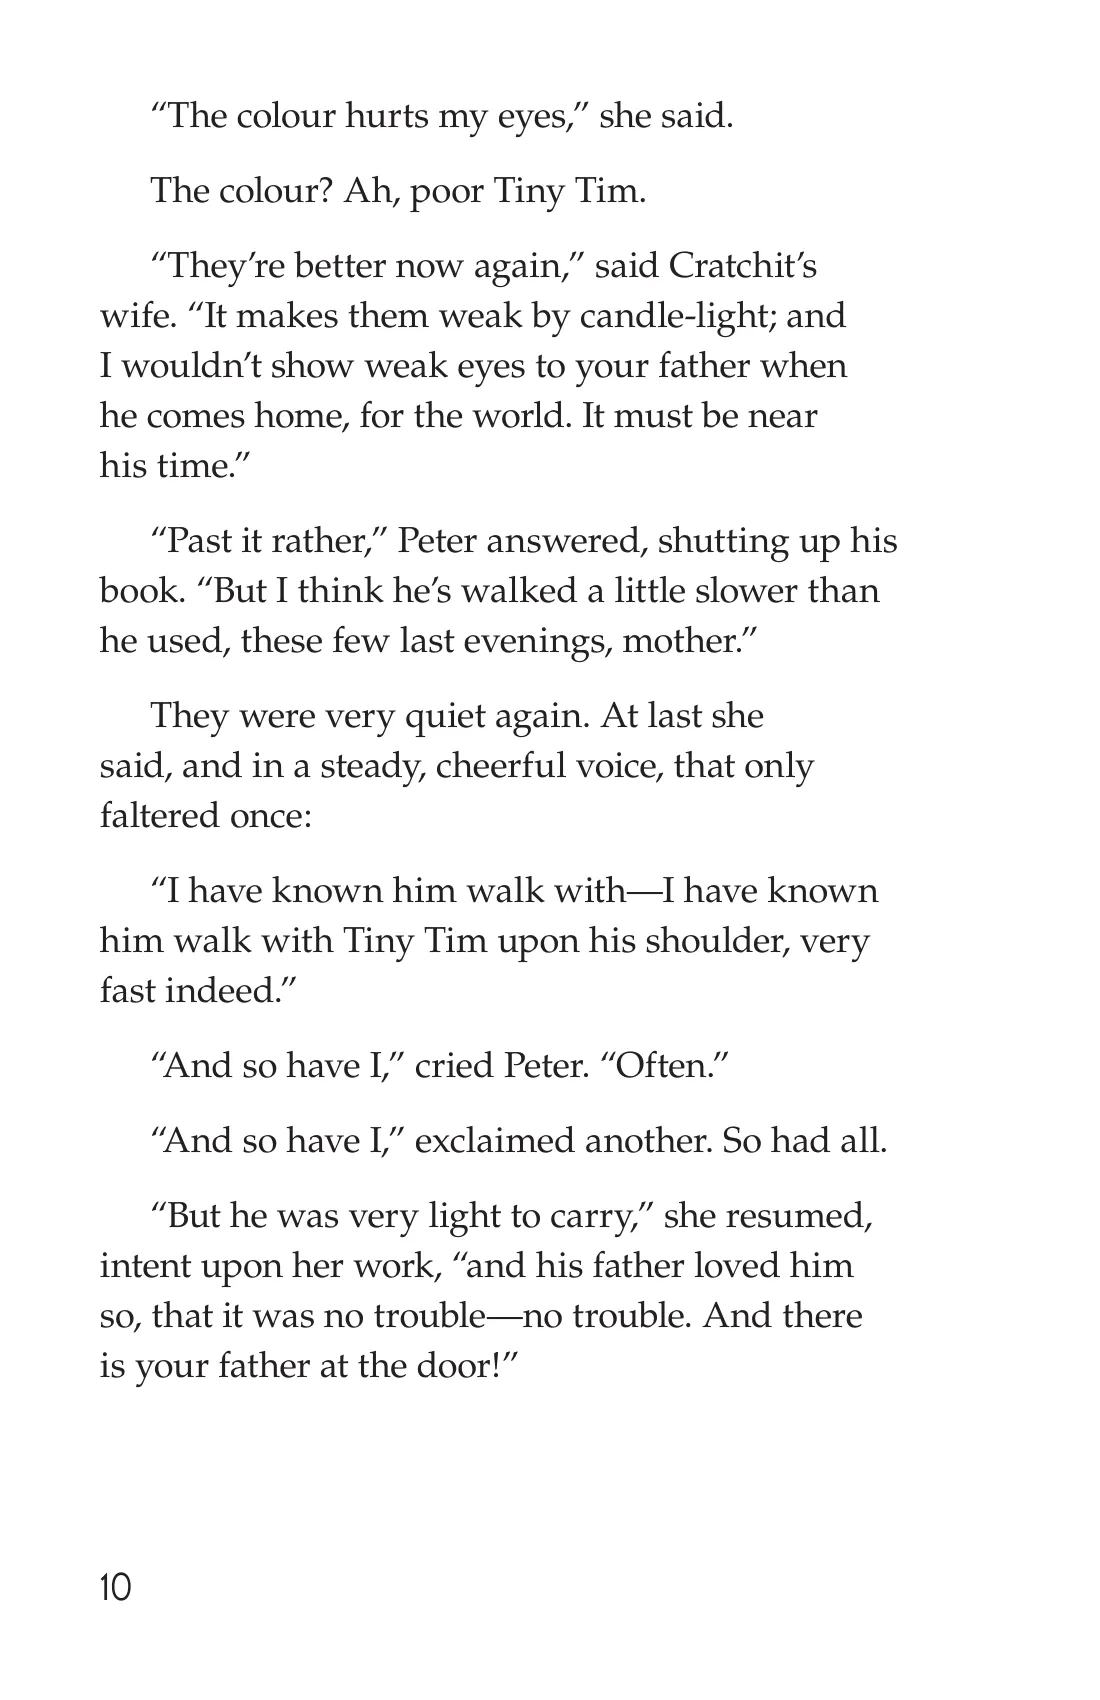 “The colour hurts my eyes,” she said.
The colour? Ah, poor Tiny Tim.
“They’re better now again,” said Cratchit’s
wife. “It makes them weak by candle-light; and
I wouldn’t show weak eyes to your father when
he comes home, for the world. It must be near
his time.”
“Past it rather,” Peter answered, shutting up his
book. “But I think he’s walked a little slower than
he used, these few last evenings, mother.”
They were very quiet again. At last she
said, and in a steady, cheerful voice, that only
faltered once:
“I have known him walk with—I have known
him walk with Tiny Tim upon his shoulder, very
fast indeed.”
“And so have I,” cried Peter. “Often.”
“And so have I,” exclaimed another. So had all.
“But he was very light to carry,” she resumed,
intent upon her work, “and his father loved him
so, that it was no trouble—no trouble. And there
is your father at the door!”
10